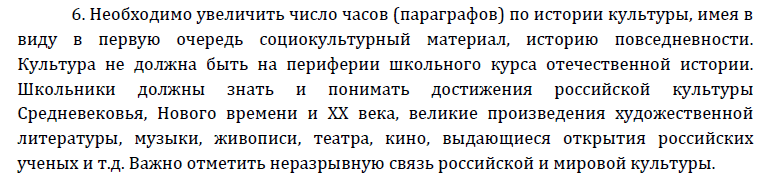 6. Необходимо увеличить число часов (параграфов) по истории культуры, имея в
виду в первую очередь социокультурный материал, историю повседневности.
Культура не должна быть на периферии школьного курса отечественной истории.
Школьники должны знать и понимать достижения российской культуры
Средневековья, Нового времени и XX века, великие произведения художественной
литературы, музыки, живописи, театра, кино, выдающиеся открытия российских
ученых и т.д. Важно отметить неразрывную связь российской и мировой культуры.